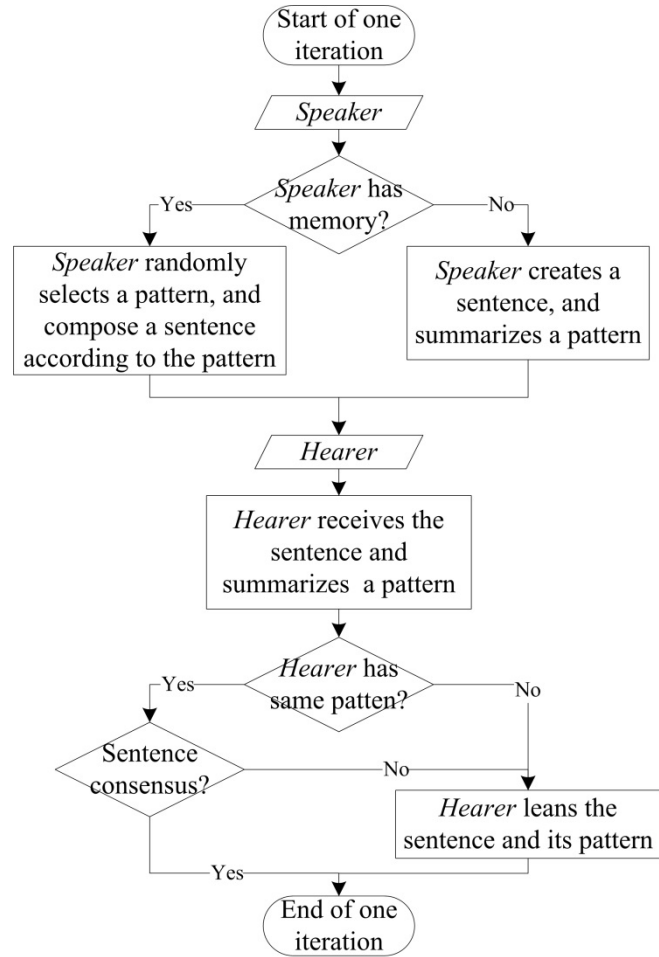 Start of one
iteration
Speaker
Speaker has
memory?
Yes
No
Speaker randomly
selects a pattern, and
compose a sentence
according to the pattern
Speaker creates a
sentence, and
summarizes a pattern
Hearer
Hearer receives the
sentence and
summarizes a pattern
Hearer has
same patten?
Yes
No
Sentence
consensus?
No
Hearer leans the
sentence and its pattern
Yes
End of one
iteration